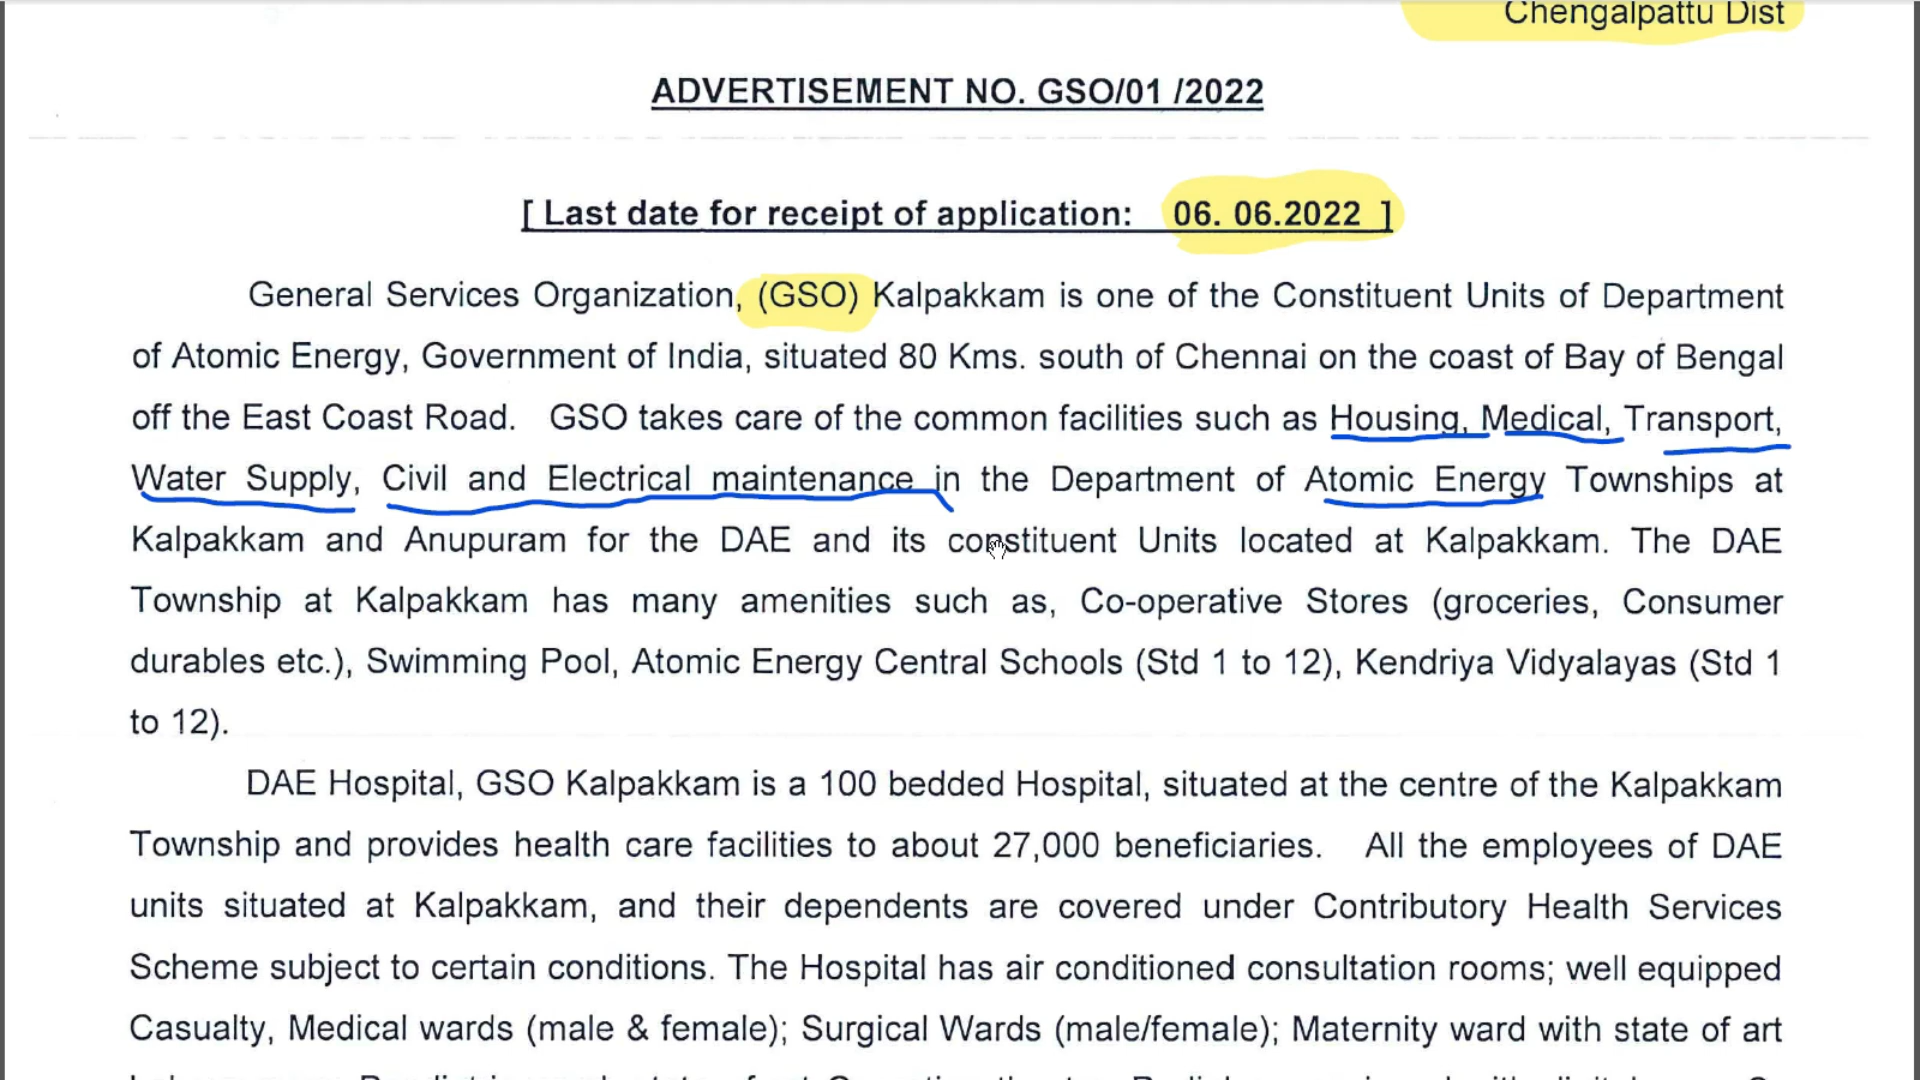 Chengalpattu Dist
ADVERTISEMENT NO. GSO/01 /2022
[ Last date for receipt of application: 06. 06.2022 ]
General Services Organization, (GSO) Kalpakkam is one of the Constituent Units of Department
of Atomic Energy, Government of India, situated 80 Kms. south of Chennai on the coast of Bay of Bengal
off the East Coast Road. GSO takes care of the common facilities such as Housing, Medical, Transport,
Water Supply, Civil and Electrical maintenance in the Department of Atomic Energy Townships at
Kalpakkam and Anupuram for the DAE and its constituent Units located at Kalpakkam. The DAE
Township at Kalpakkam has many amenities such as, Co-operative Stores (groceries, Consumer
durables etc.), Swimming Pool, Atomic Energy Central Schools (Std 1 to 12), Kendriya Vidyalayas (Std 1
to 12).
DAE Hospital, GSO Kalpakkam is a 100 bedded Hospital, situated at the centre of the Kalpakkam
Township and provides health care facilities to about 27,000 beneficiaries. All the employees of DAE
units situated at Kalpakkam, and their dependents are covered under Contributory Health Services
Scheme subject to certain conditions. The Hospital has air conditioned consultation rooms; well equipped
Casualty, Medical wards (male & female); Surgical Wards (male/female); Maternity ward with state of art